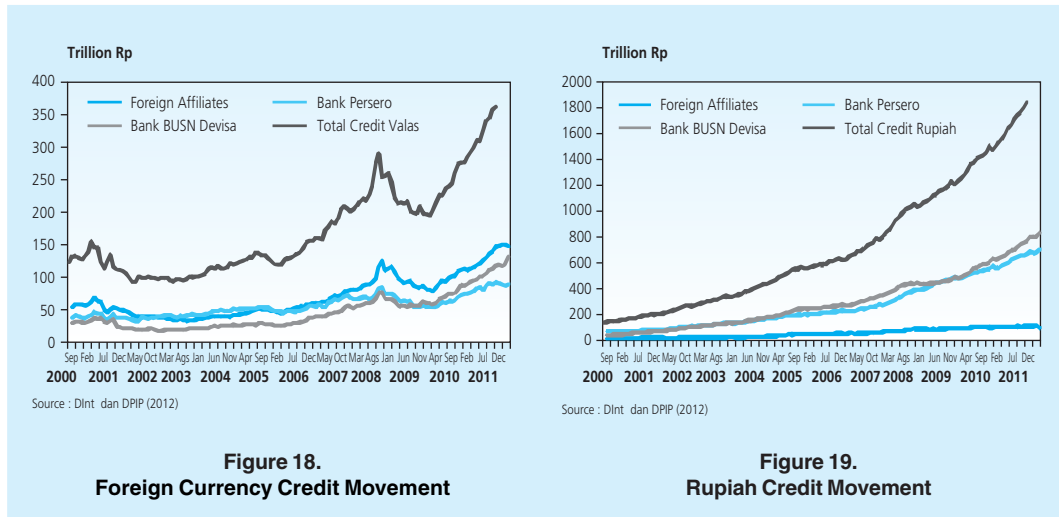 Trillion Rp
400
350
300
250
200
150
100
50
0
Foreign Affiliates
Bank Persero
Bank BUSN Devisa
Total Credit Valas
Sep Feb Jul Dec May Oct Mar Ags Jan Jun Nov Apr Sep Jul DecMay Oct Mar Ags Jan Jun Nov Apr Sep Feb Jul Dec
2000 2001 2002 2003 2004 2005 2006 2007 2008 2009 2010 2011
Source : DInt dan DPIP (2012)
Figure 18.
Foreign Currency Credit Movement
Trillion Rp
2000
1800
1600
1400
1200
1000
800
600
400
200
0
Foreign Affiliates
Bank Persero
Bank BUSN Devisa
Total Credit Rupiah
Sep Feb Jul Dec May Oct Mar Ags Jan Jun Nov Apr Sep Feb Jul Dec May Oct Mar Ags Jan Jun Nov Apr Sep Feb Jul Dec
2000 2001 2002 2003 2004 2005 2006 2007 2008 2009 2010 2011
Source : DInt dan DPIP (2012)
Figure 19.
Rupiah Credit Movement